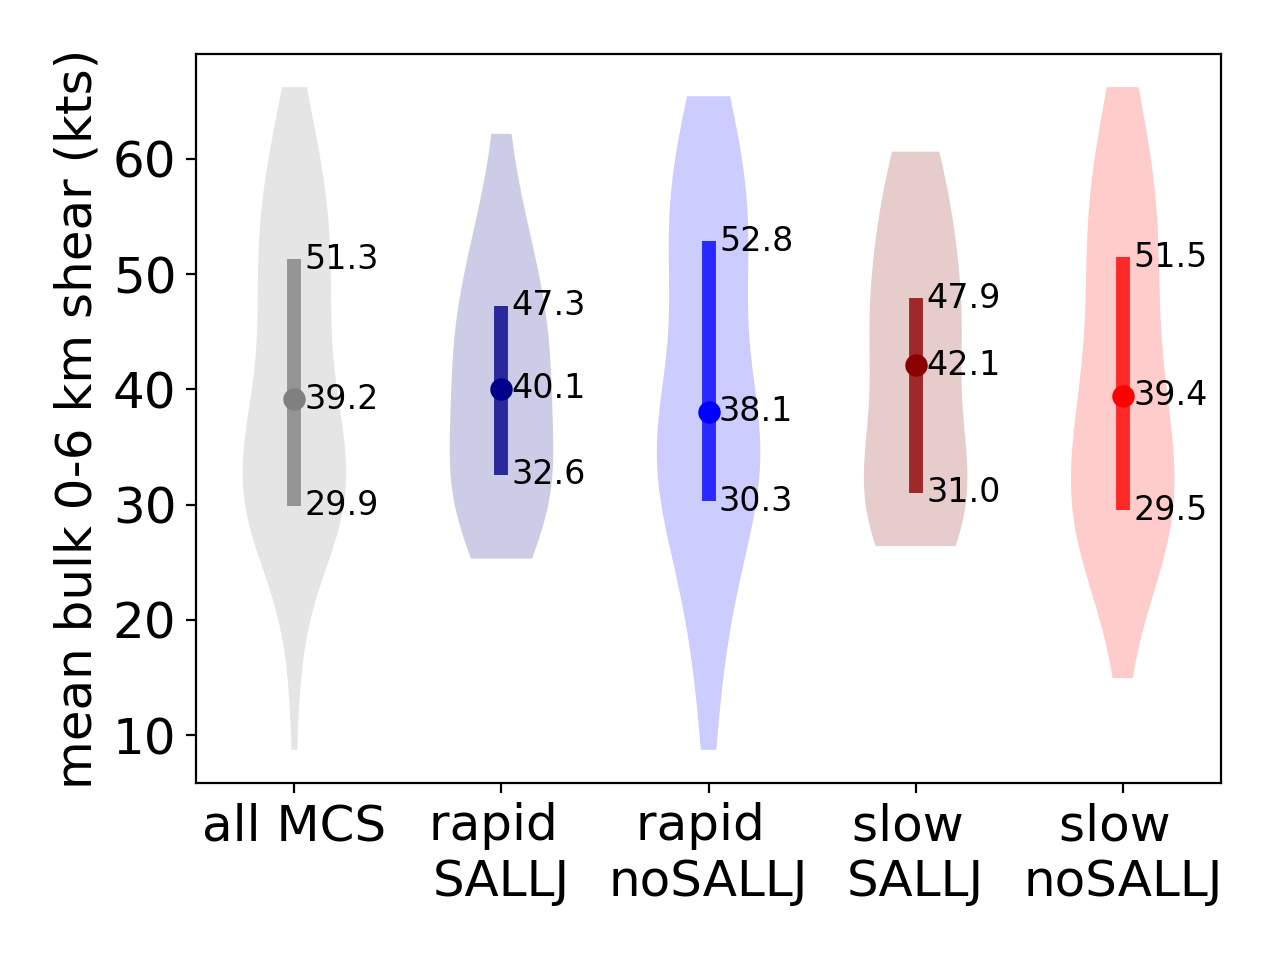 mean bulk 0-6 km shear (kts)
60
50
40
30
20
10
51.3
39.2
29.9
47.3
40.1
32.6
52.8
38.1
30.3
47.9
42.1
31.0
51.5
39.4
29.5
all MCS
rapid
SALLJ
rapid
noSALLJ
slow
SALLJ
slow
noSALLJ